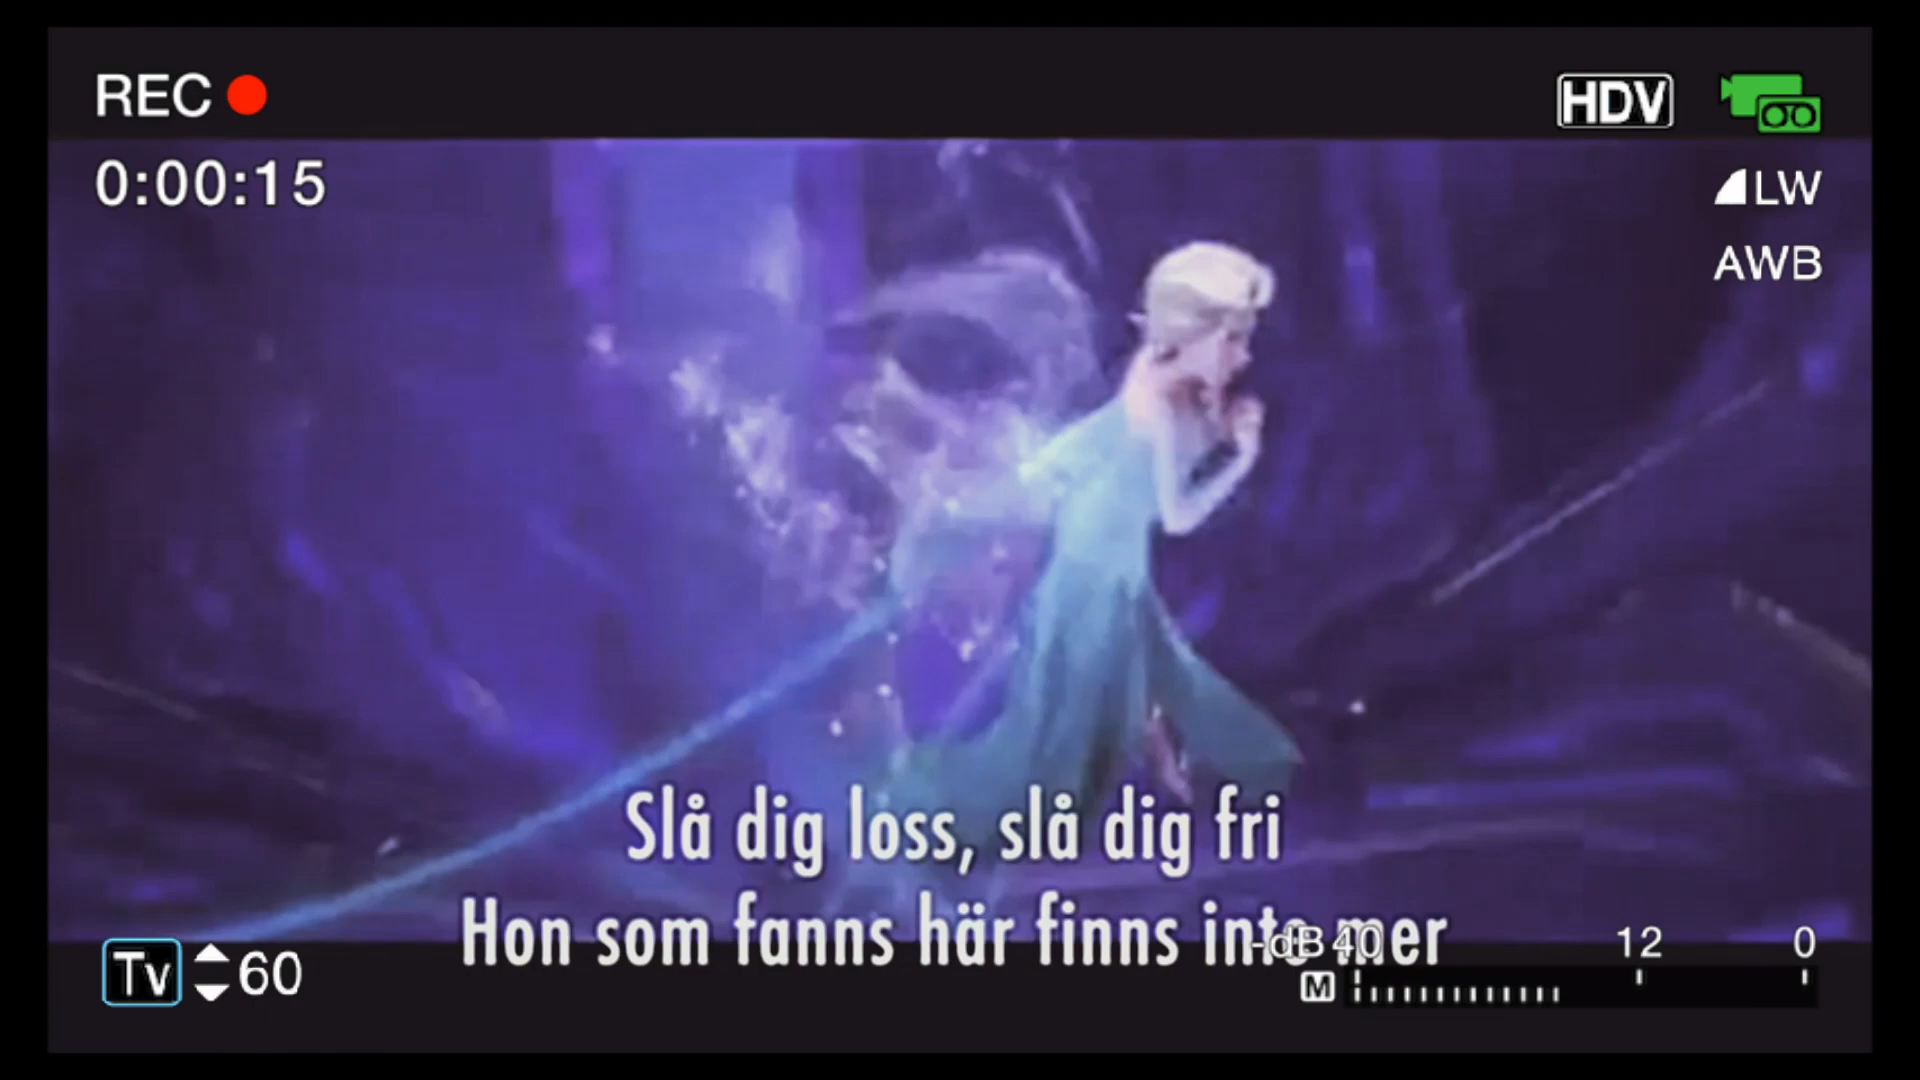 REC
HDV
0:00:15
LW
AWB
Slå dig loss, slå dig fri
Hon som fanns här finns inte mer
-dB 40 12 0
Tv 60
M